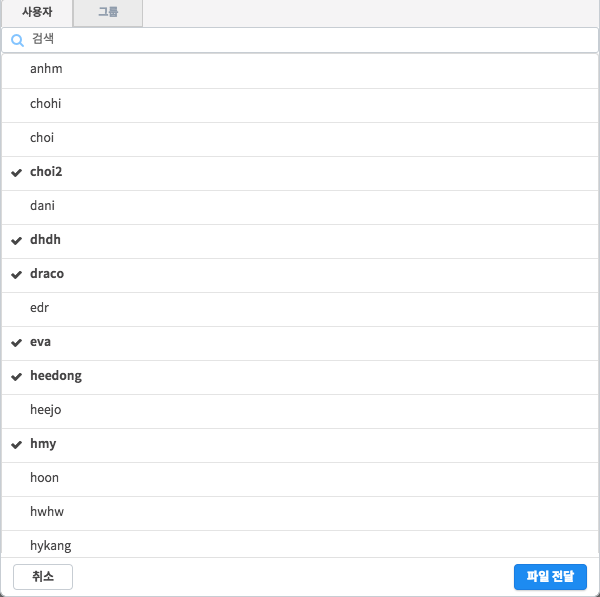 사용자 그룹
검색
anhm
chohi
choi
choi2
dani
dhdh
draco
edr
eva
heedong
heejo
hmy
hoon
hwhw
hykang
취소 파일 전달